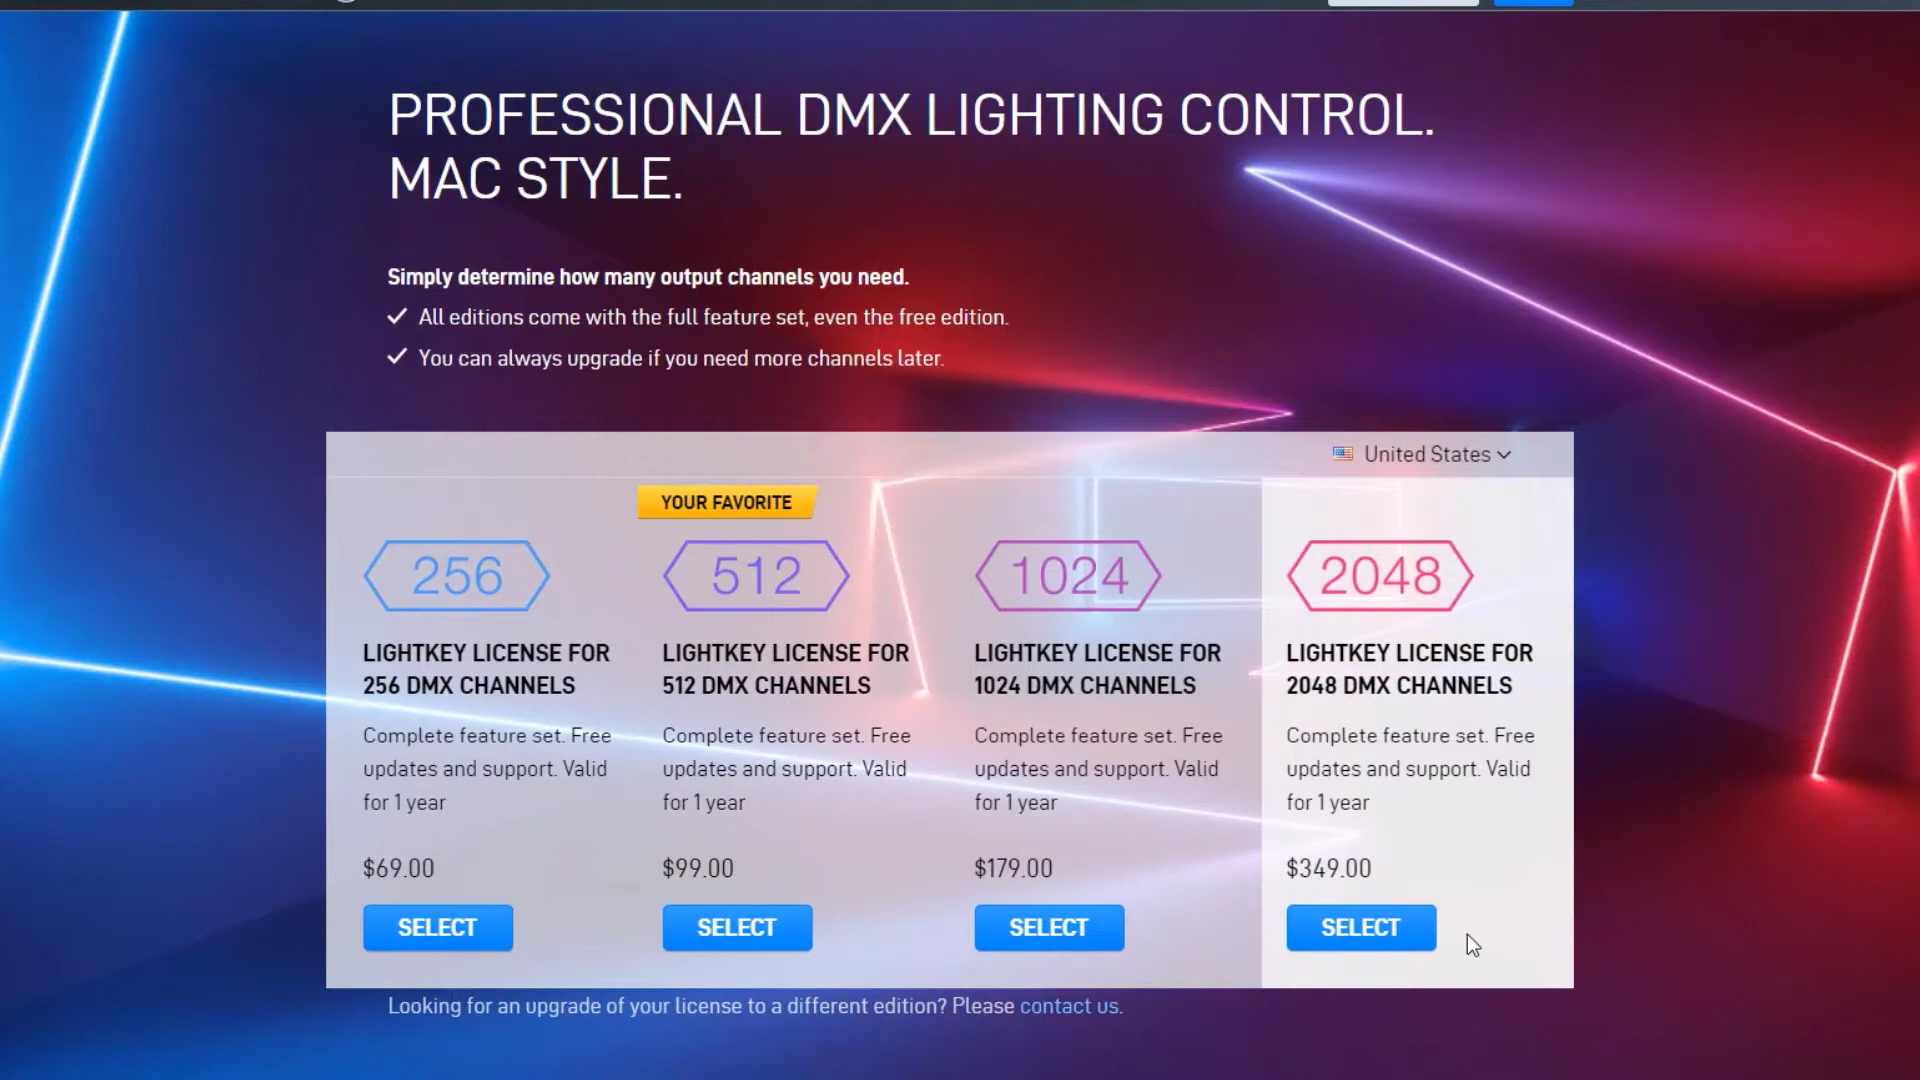 PROFESSIONAL DMX LIGHTING CONTROL.
MAC STYLE.
Simply determine how many output channels you need.
All editions come with the full feature set, even the free edition.
You can always upgrade if you need more channels later.
United States
YOUR FAVORITE
256
512
1024
2048
LIGHTKEY LICENSE FOR
256 DMX CHANNELS
LIGHTKEY LICENSE FOR
512 DMX CHANNELS
LIGHTKEY LICENSE FOR
1024 DMX CHANNELS
LIGHTKEY LICENSE FOR
2048 DMX CHANNELS
Complete feature set. Free
updates and support. Valid
for 1 year
Complete feature set. Free
updates and support. Valid
for 1 year
Complete feature set. Free
updates and support. Valid
for 1 year
Complete feature set. Free
updates and support. Valid
for 1 year
$69.00
$99.00
$179.00
$349.00
SELECT
SELECT
SELECT
SELECT
Looking for an upgrade of your license to a different edition? Please contact us.